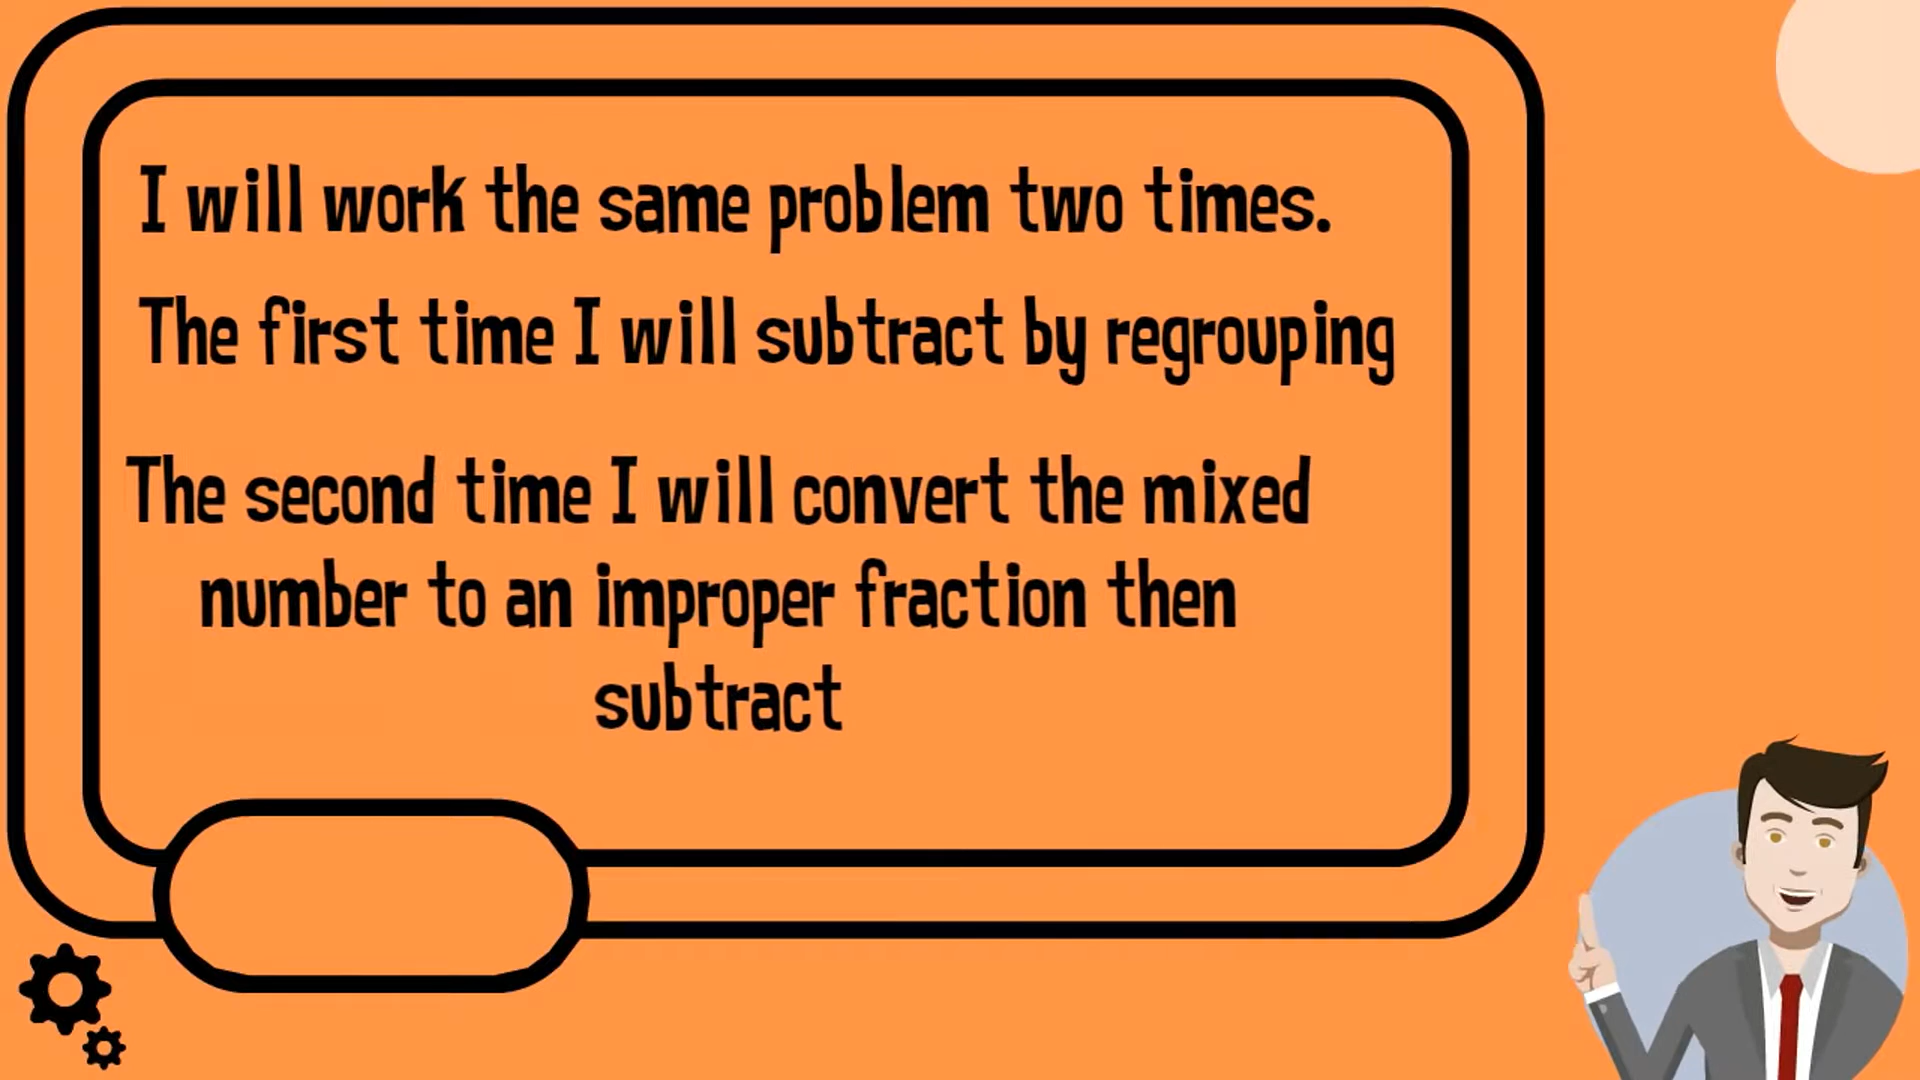 I will work the same problem two times.
The first time I will subtract by regrouping
The second time I will convert the mixed
number to an improper fraction then
subtract